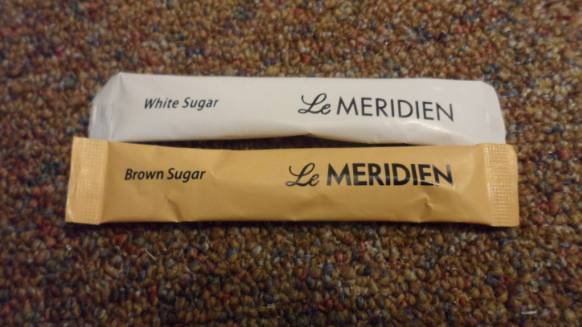 White Sugar Le MERIDIEN
Brown Sugar Le MERIDIEN